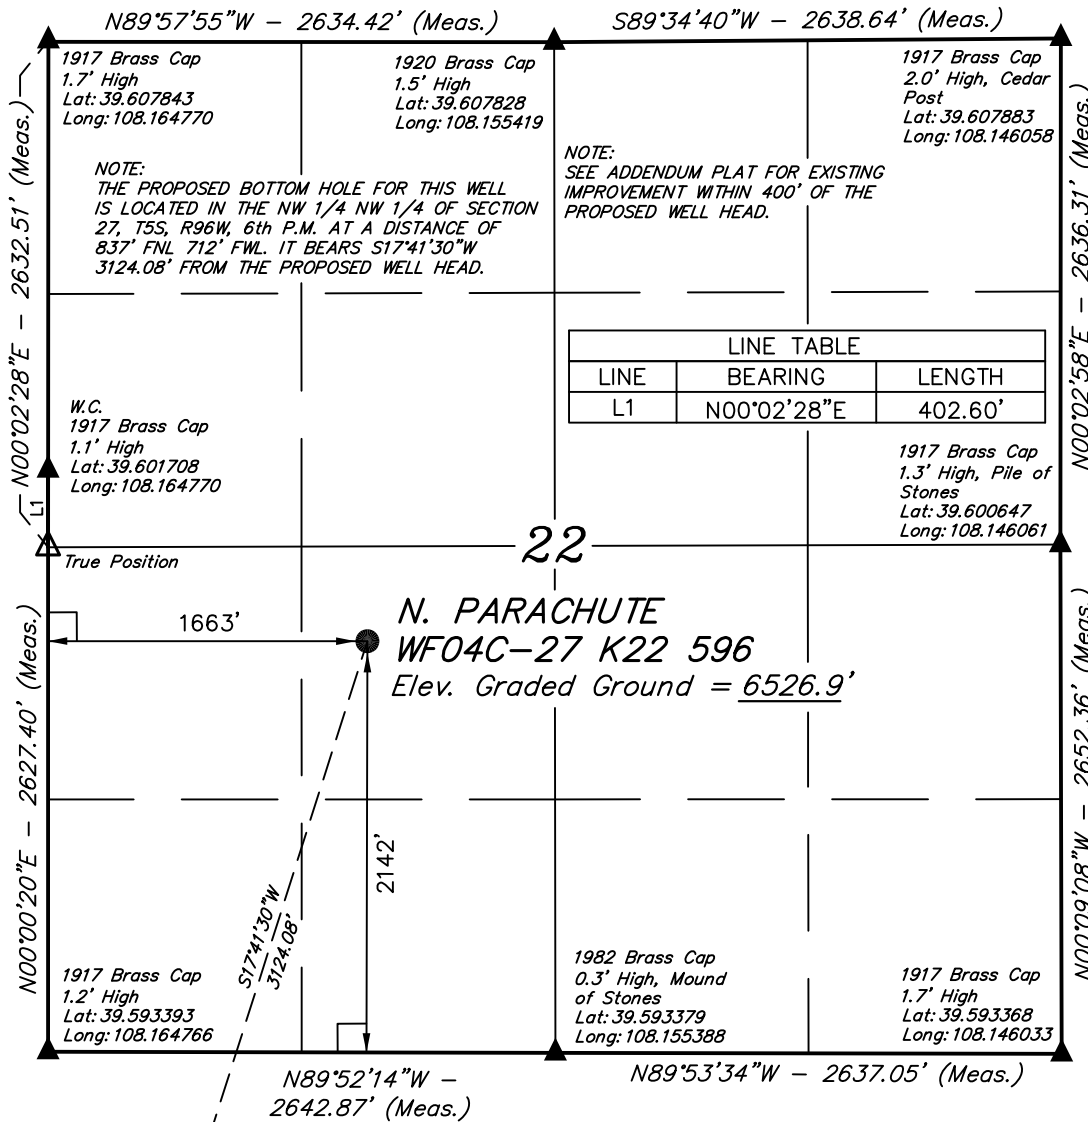 N89°57'55"W - 2634.42' (Meas.)
S89°34'40"W - 2638.64' (Meas.)
1917 Brass Cap
1.7' High
Lat: 39.607843
Long: 108.164770
1920 Brass Cap
1.5' High
Lat: 39.607828
Long: 108.155419
1917 Brass Cap
2.0' High, Cedar
Post
Lat: 39.607883
Long: 108.146058
N00°02'28"E - 2632.51' (Meas.)
NOTE:
THE PROPOSED BOTTOM HOLE FOR THIS WELL
IS LOCATED IN THE NW 1/4 NW 1/4 OF SECTION
27, T5S, R96W, 6th P.M. AT A DISTANCE OF
837' FNL 712' FWL. IT BEARS S17°41'30"W
3124.08' FROM THE PROPOSED WELL HEAD.
NOTE:
SEE ADDENDUM PLAT FOR EXISTING
IMPROVEMENT WITHIN 400' OF THE
PROPOSED WELL HEAD.
N00°02'58"E - 2636.31' (Meas.)
LINE TABLE
LINE BEARING LENGTH
L1 N00°02'28"E 402.60'
W.C.
1917 Brass Cap
1.1' High
Lat: 39.601708
Long: 108.164770
1917 Brass Cap
1.3' High, Pile of
Stones
Lat: 39.600647
Long: 108.146061
L1
22
True Position
1663'
N. PARACHUTE
WF04C-27 K22 596
Elev. Graded Ground = 6526.9'
N00°00'20"E - 2627.40' (Meas.)
N00°09'08"W - 2652.36' (Meas.)
2142'
S17°41'30"W
3124.08'
1917 Brass Cap
1.2' High
Lat: 39.593393
Long: 108.164766
1982 Brass Cap
0.3' High, Mound
of Stones
Lat: 39.593379
Long: 108.155388
1917 Brass Cap
1.7' High
Lat: 39.593368
Long: 108.146033
N89°52'14"W -
2642.87' (Meas.)
N89°53'34"W - 2637.05' (Meas.)